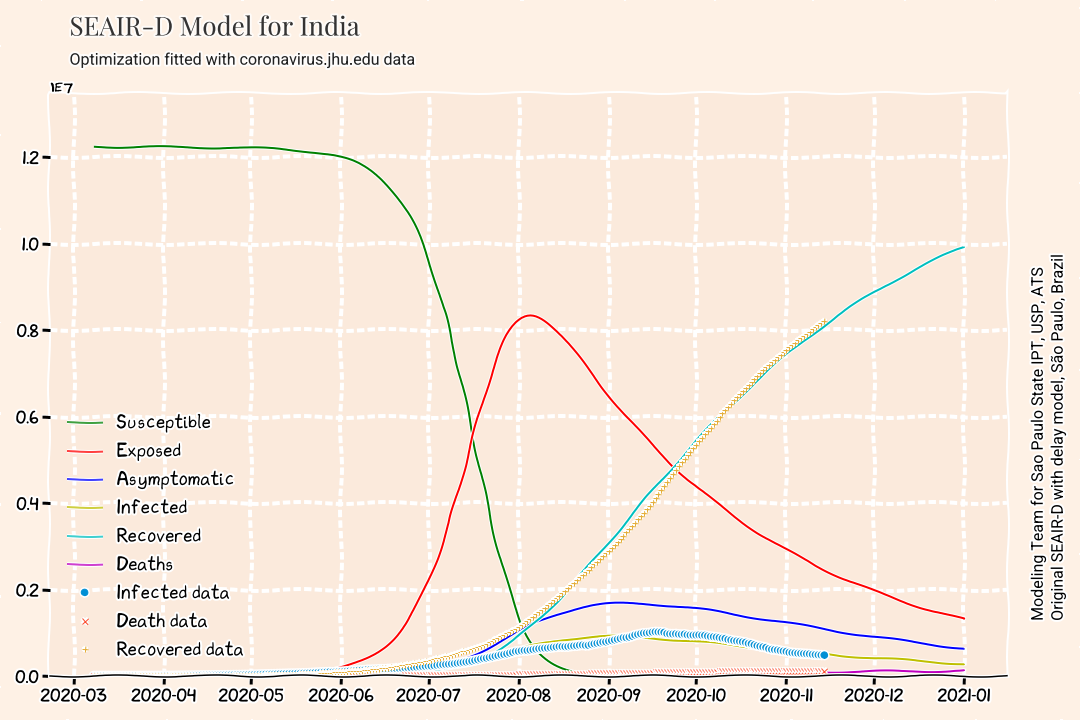 SEAIR-D Model for India
Optimization fitted with coronavirus.jhu.edu data
1E7
1.2
1.0
0.8
0.6
0.4
0.2
0.0
Susceptible
Exposed
Asymptomatic
Infected
Recovered
Deaths
Infected data
Death data
Recovered data
2020-03 2020-04 2020-05 2020-06 2020-07 2020-08 2020-09 2020-10 2020-11 2020-12 2021-01
Modeling Team for Sao Paulo State IPT, USP, ATS
Original SEAIR-D with delay model, São Paulo, Brazil